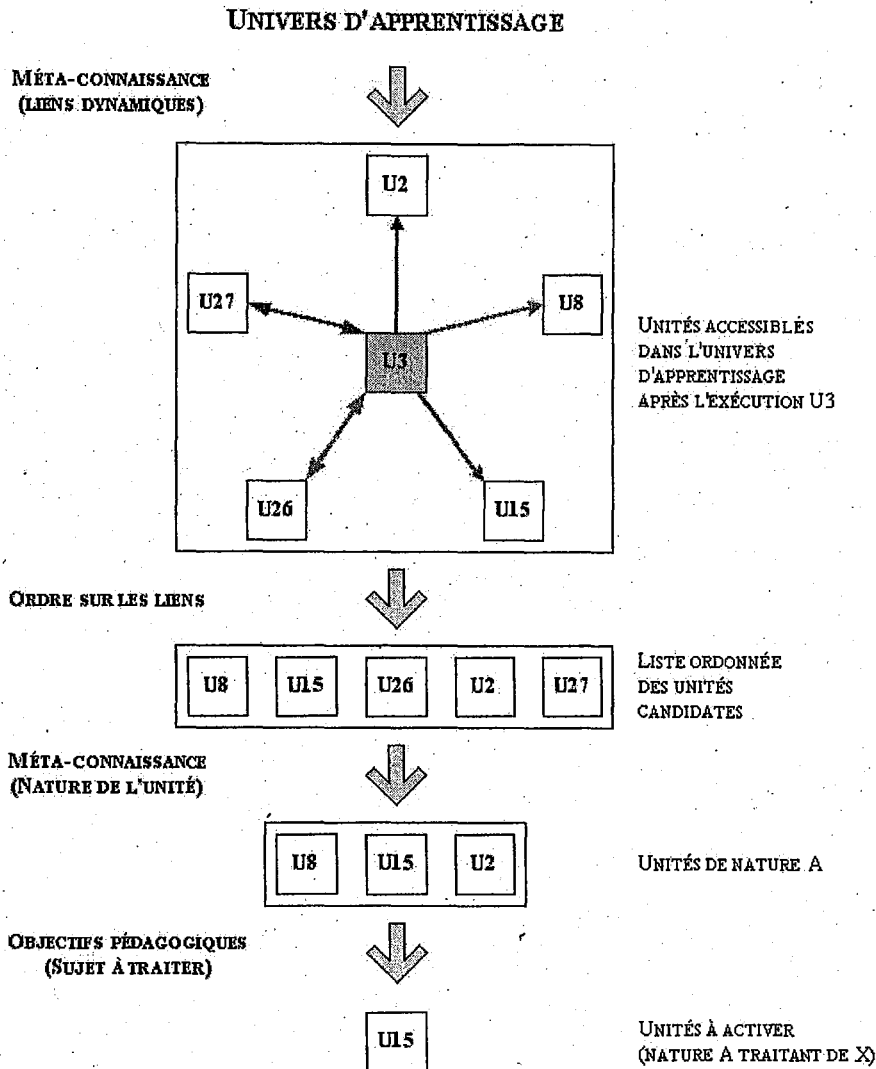 UNIVERS D'APPRENTISSAGE
MÉTA-CONNAISSANCE
(LIENS DYNAMIQUES)
U2
U27
U8
U3
U26
U15
UNITÉS ACCESSIBLES
DANS L'UNIVERS
D'APPRENTISSAGE
APRÈS L'EXÉCUTION U3
ORDRE SUR LES LIENS
U8 U15 U26 U2 U27
LISTE ORDONNÉE
DES UNITÉS
CANDIDATES
MÉTA-CONNAISSANCE
(NATURE DE L'UNITÉ)
U8 U15 U2
UNITÉS DE NATURE A
OBJECTIFS PÉDAGOGIQUES
(SUJET À TRAITER)
U15
UNITÉS À ACTIVER
(NATURE A TRAITANT DE X)